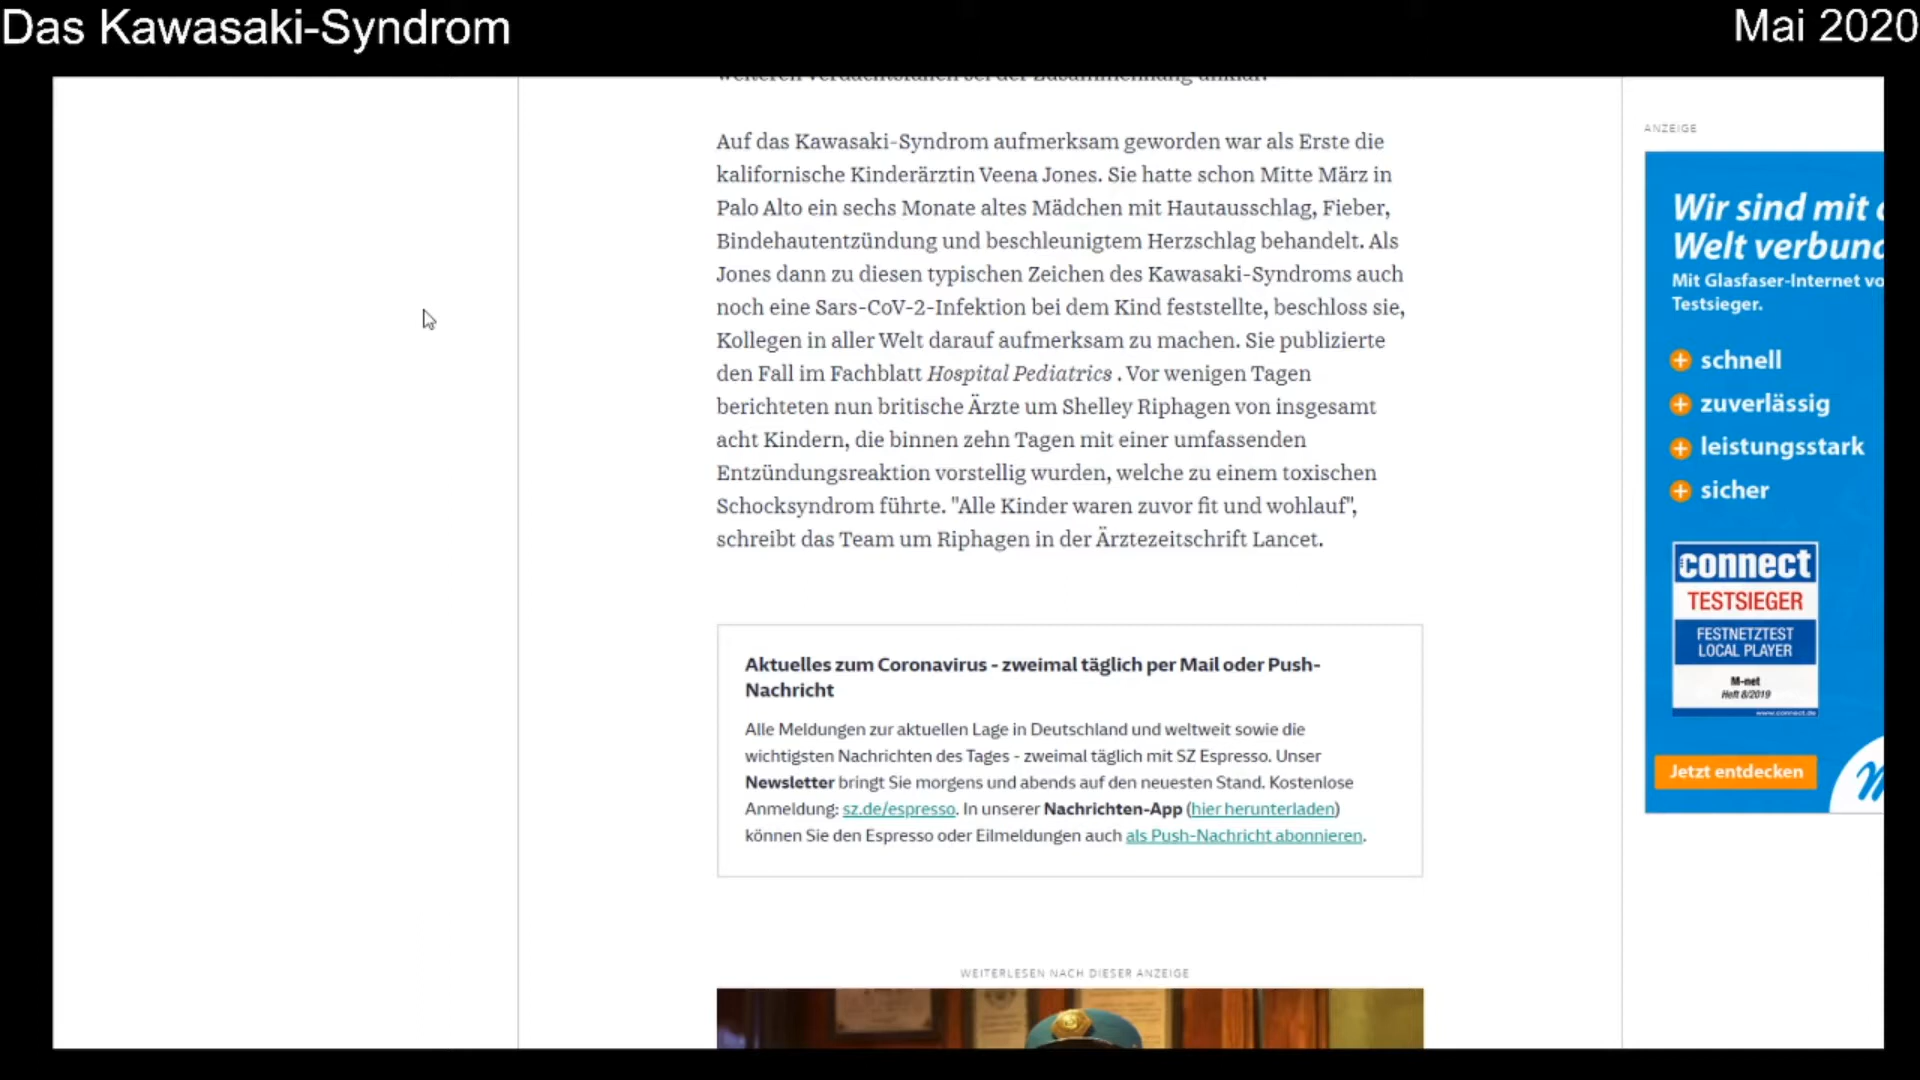 Das Kawasaki-Syndrom
Mai 2020
Auf das Kawasaki-Syndrom aufmerksam geworden war als Erste die
kalifornische Kinderärztin Veena Jones. Sie hatte schon Mitte März in
Palo Alto ein sechs Monate altes Mädchen mit Hautausschlag, Fieber,
Bindehautentzündung und beschleunigtem Herzschlag behandelt. Als
Jones dann zu diesen typischen Zeichen des Kawasaki-Syndroms auch
noch eine Sars-CoV-2-Infektion bei dem Kind feststellte, beschloss sie,
Kollegen in aller Welt darauf aufmerksam zu machen. Sie publizierte
den Fall im Fachblatt Hospital Pediatrics . Vor wenigen Tagen
berichteten nun britische Ärzte um Shelley Riphagen von insgesamt
acht Kindern, die binnen zehn Tagen mit einer umfassenden
Entzündungsreaktion vorstellig wurden, welche zu einem toxischen
Schocksyndrom führte. "Alle Kinder waren zuvor fit und wohlauf",
schreibt das Team um Riphagen in der Ärztezeitschrift Lancet.
Aktuelles zum Coronavirus - zweimal täglich per Mail oder Push-
Nachricht
Alle Meldungen zur aktuellen Lage in Deutschland und weltweit sowie die
wichtigsten Nachrichten des Tages - zweimal täglich mit SZ Espresso. Unser
Newsletter bringt Sie morgens und abends auf den neuesten Stand. Kostenlose
Anmeldung: sz.de/espresso. In unserer Nachrichten-App (hier herunterladen)
können Sie den Espresso oder Eilmeldungen auch als Push-Nachricht abonnieren.
WEITERLESEN NACH DIESER ANZEIGE
ANZEIGE
Wir sind mit
Welt
Mit Glasfaser-Internet
Testsieger.
schnell
zuverlässig
leistungsstark
sicher
connect
TESTSIEGER
FESTNETZTEST
LOCAL PLAYER
M-net
Heft 8/2019
www.connect.de
Jetzt entdecken